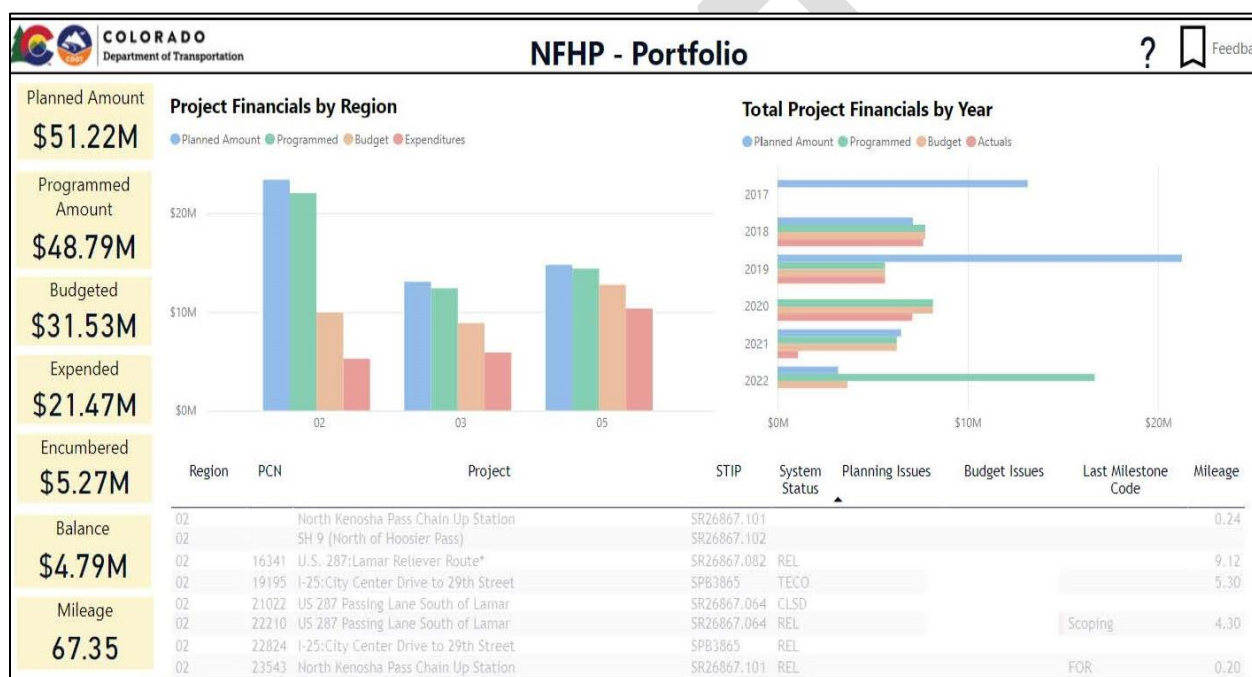 COLORADO
Department of Transportation
CDOT
NFHP - Portfolio
?
Feedba
Planned Amount
$51.22M
Programmed
Amount
$48.79M
Budgeted
$31.53M
Expended
$21.47M
Encumbered
$5.27M
Balance
$4.79M
Mileage
67.35
Project Financials by Region
Planned Amount Programmed Budget Expenditures
$20M
$10M
$0M
02 03 05
Total Project Financials by Year
Planned Amount Programmed Budget Actuals
2017
2018
2019
2020
2021
2022
$0M $10M $20M
Region PCN Project STIP System Status Planning Issues Budget Issues Last Milestone Code Mileage
02 North Kenosha Pass Chain Up Station SR26867.101 0.24
02 SH 9 (North of Hoosier Pass) SR26867.102
02 16341 U.S. 287:Lamar Reliever Route* SR26867.082 REL 9.12
02 19195 I-25:City Center Drive to 29th Street SPB3865 TECO 5.30
02 21022 US 287 Passing Lane South of Lamar SR26867.064 CLSD
02 22210 US 287 Passing Lane South of Lamar SR26867.064 REL Scoping 4.30
02 22824 I-25:City Center Drive to 29th Street SPB3865 REL
02 23543 North Kenosha Pass Chain Up Station SR26867.101 REL FOR 0.20